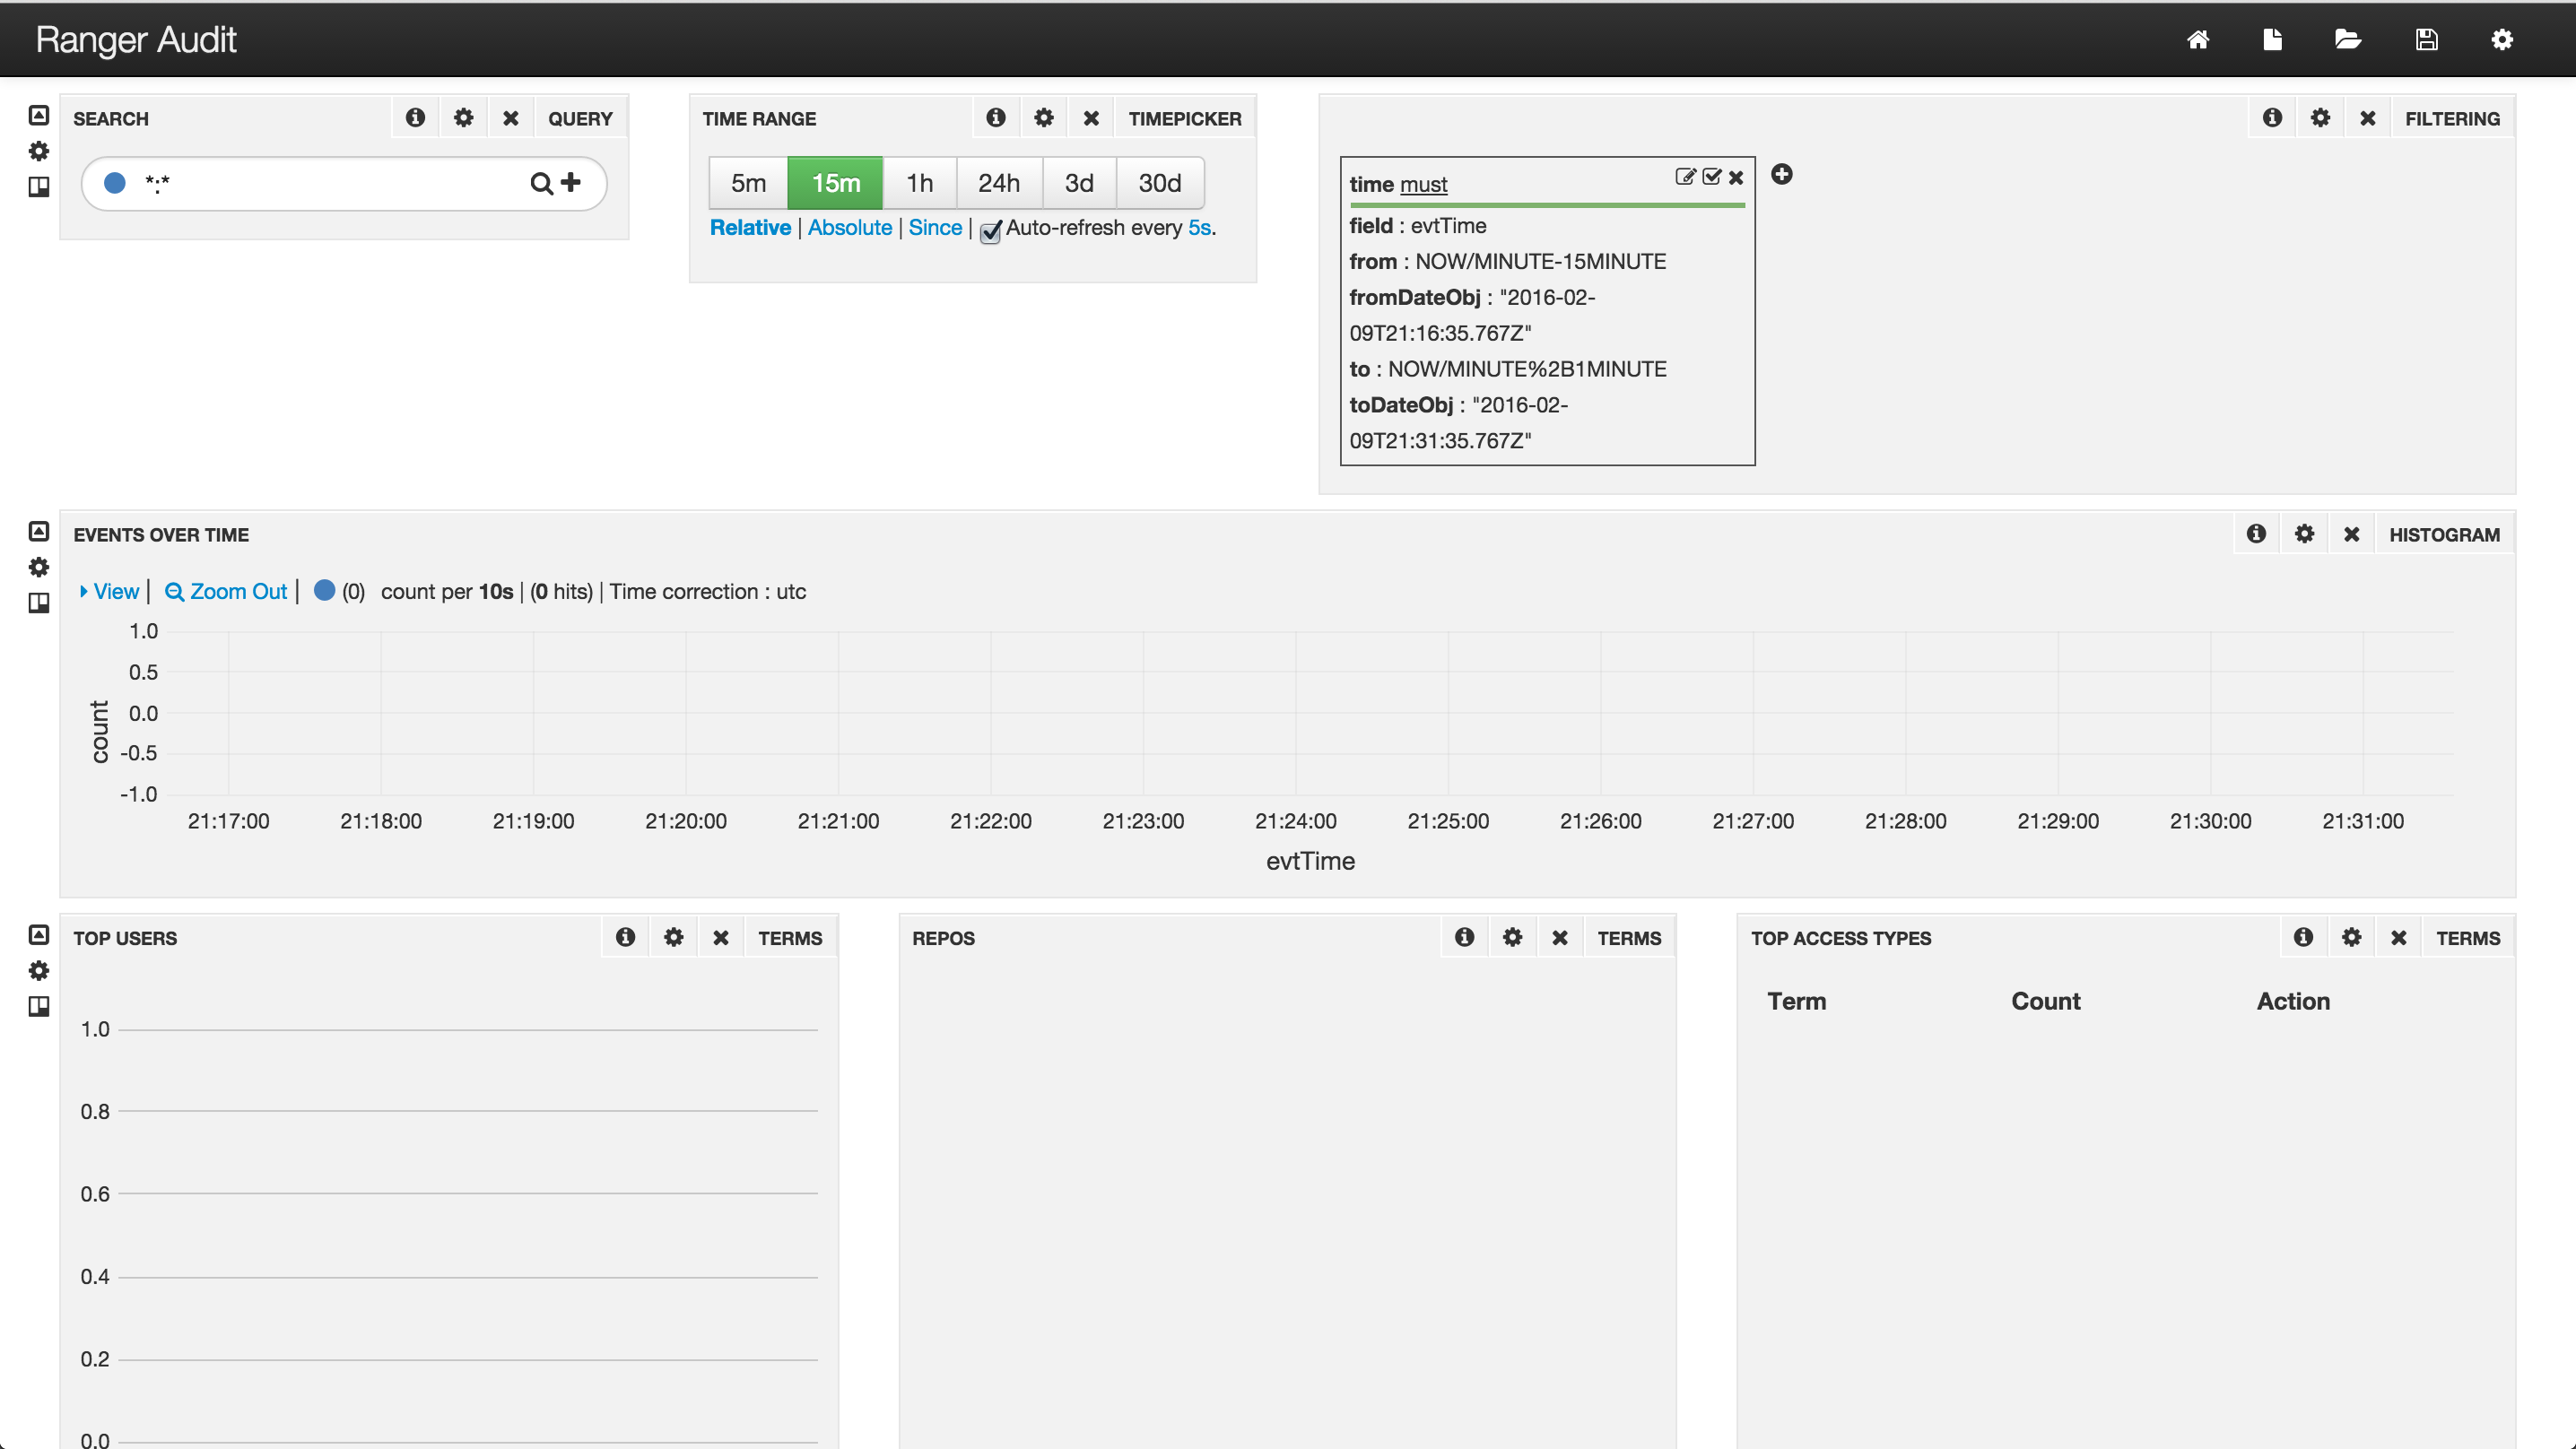 Ranger Audit
SEARCH QUERY
*:*
TIME RANGE TIMEPICKER
5m 15m 1h 24h 3d 30d
Relative | Absolute | Since | Auto-refresh every 5s.
FILTERING
time must
field : evtTime
from : NOW/MINUTE-15MINUTE
fromDateObj : "2016-02-
09T21:16:35.767Z"
to : NOW/MINUTE%2B1MINUTE
toDateObj : "2016-02-
09T21:31:35.767Z"
EVENTS OVER TIME HISTOGRAM
View | Zoom Out | (0) count per 10s | (0 hits) | Time correction : utc
1.0
0.5
0.0
-0.5
-1.0
count
21:17:00 21:18:00 21:19:00 21:20:00 21:21:00 21:22:00 21:23:00 21:24:00 21:25:00 21:26:00 21:27:00 21:28:00 21:29:00 21:30:00 21:31:00
evtTime
TOP USERS TERMS
1.0
0.8
0.6
0.4
0.2
0.0
REPOS TERMS
TOP ACCESS TYPES TERMS
Term Count Action